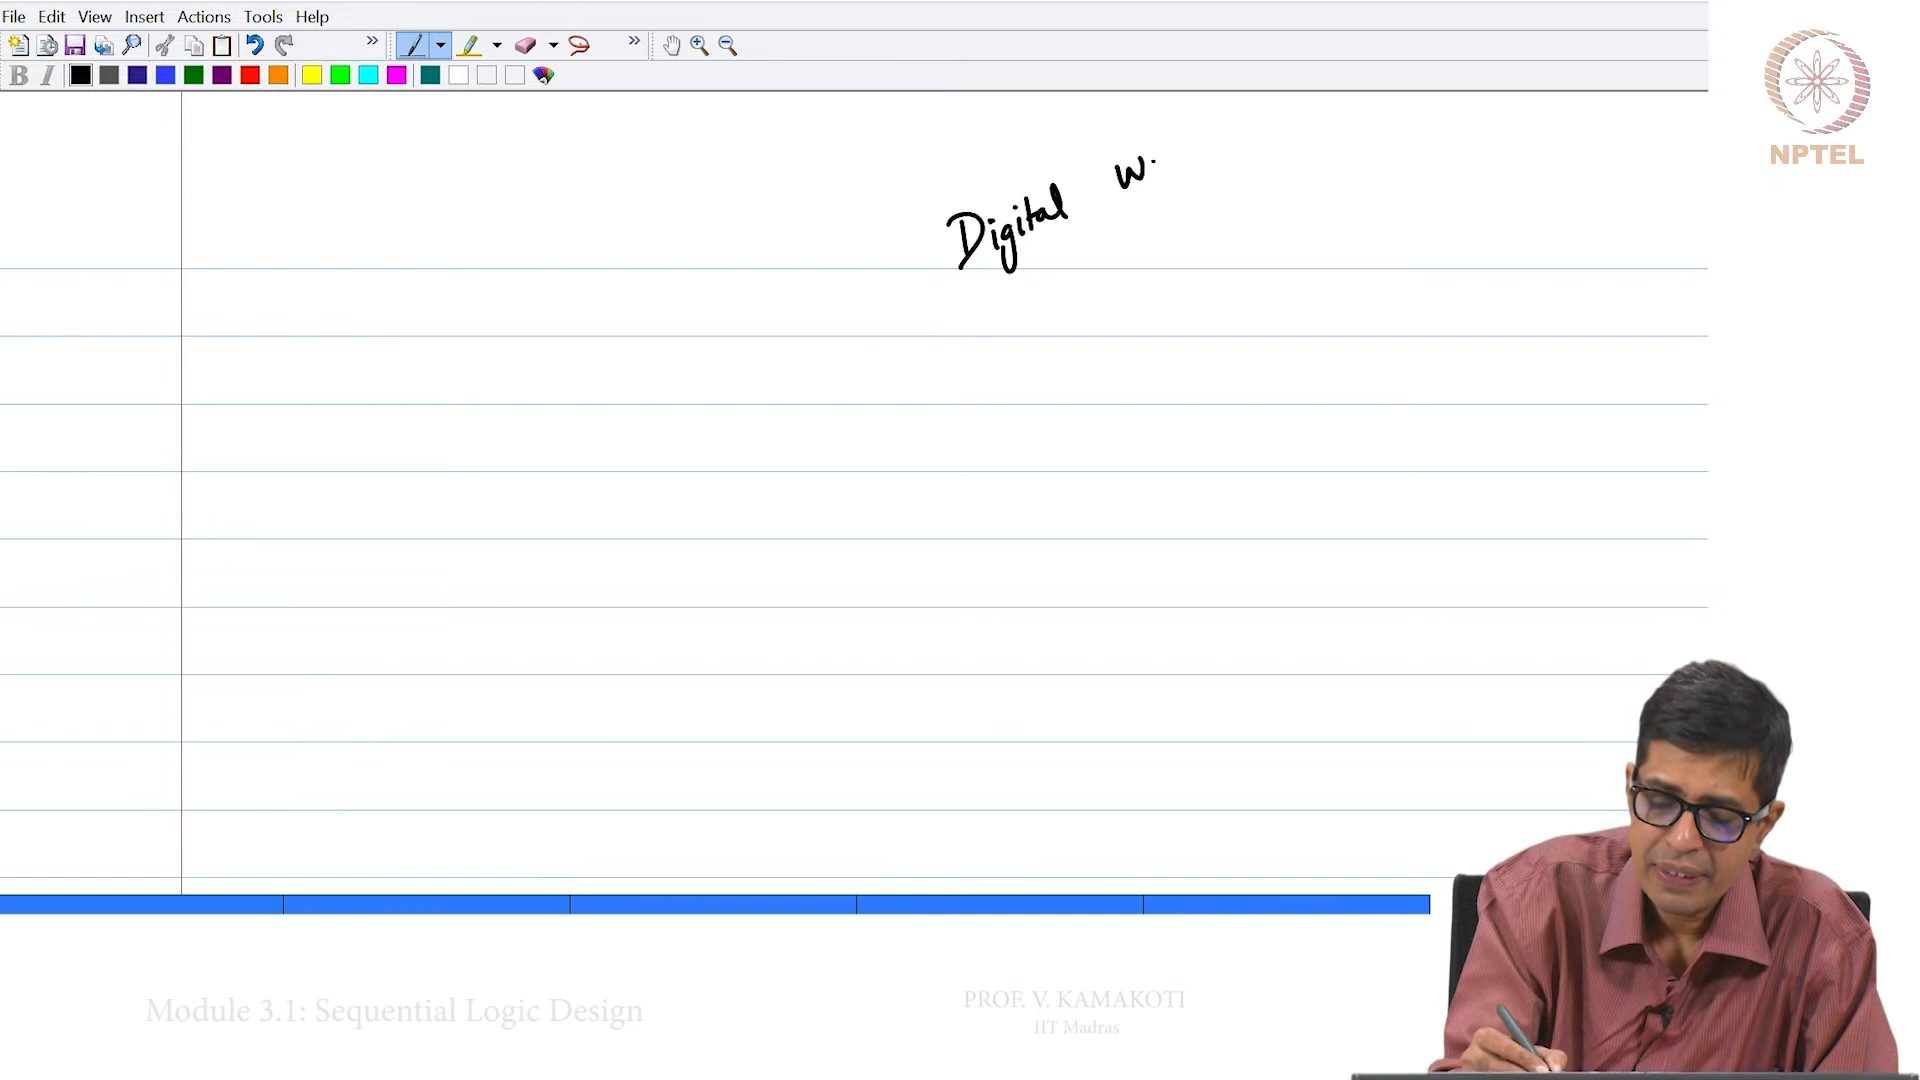 File Edit View Insert Actions Tools Help
B I
NPTEL
Digital W.
Module 3.1: Sequential Logic Design
PROF. V. KAMAKOTI
IIT Madras